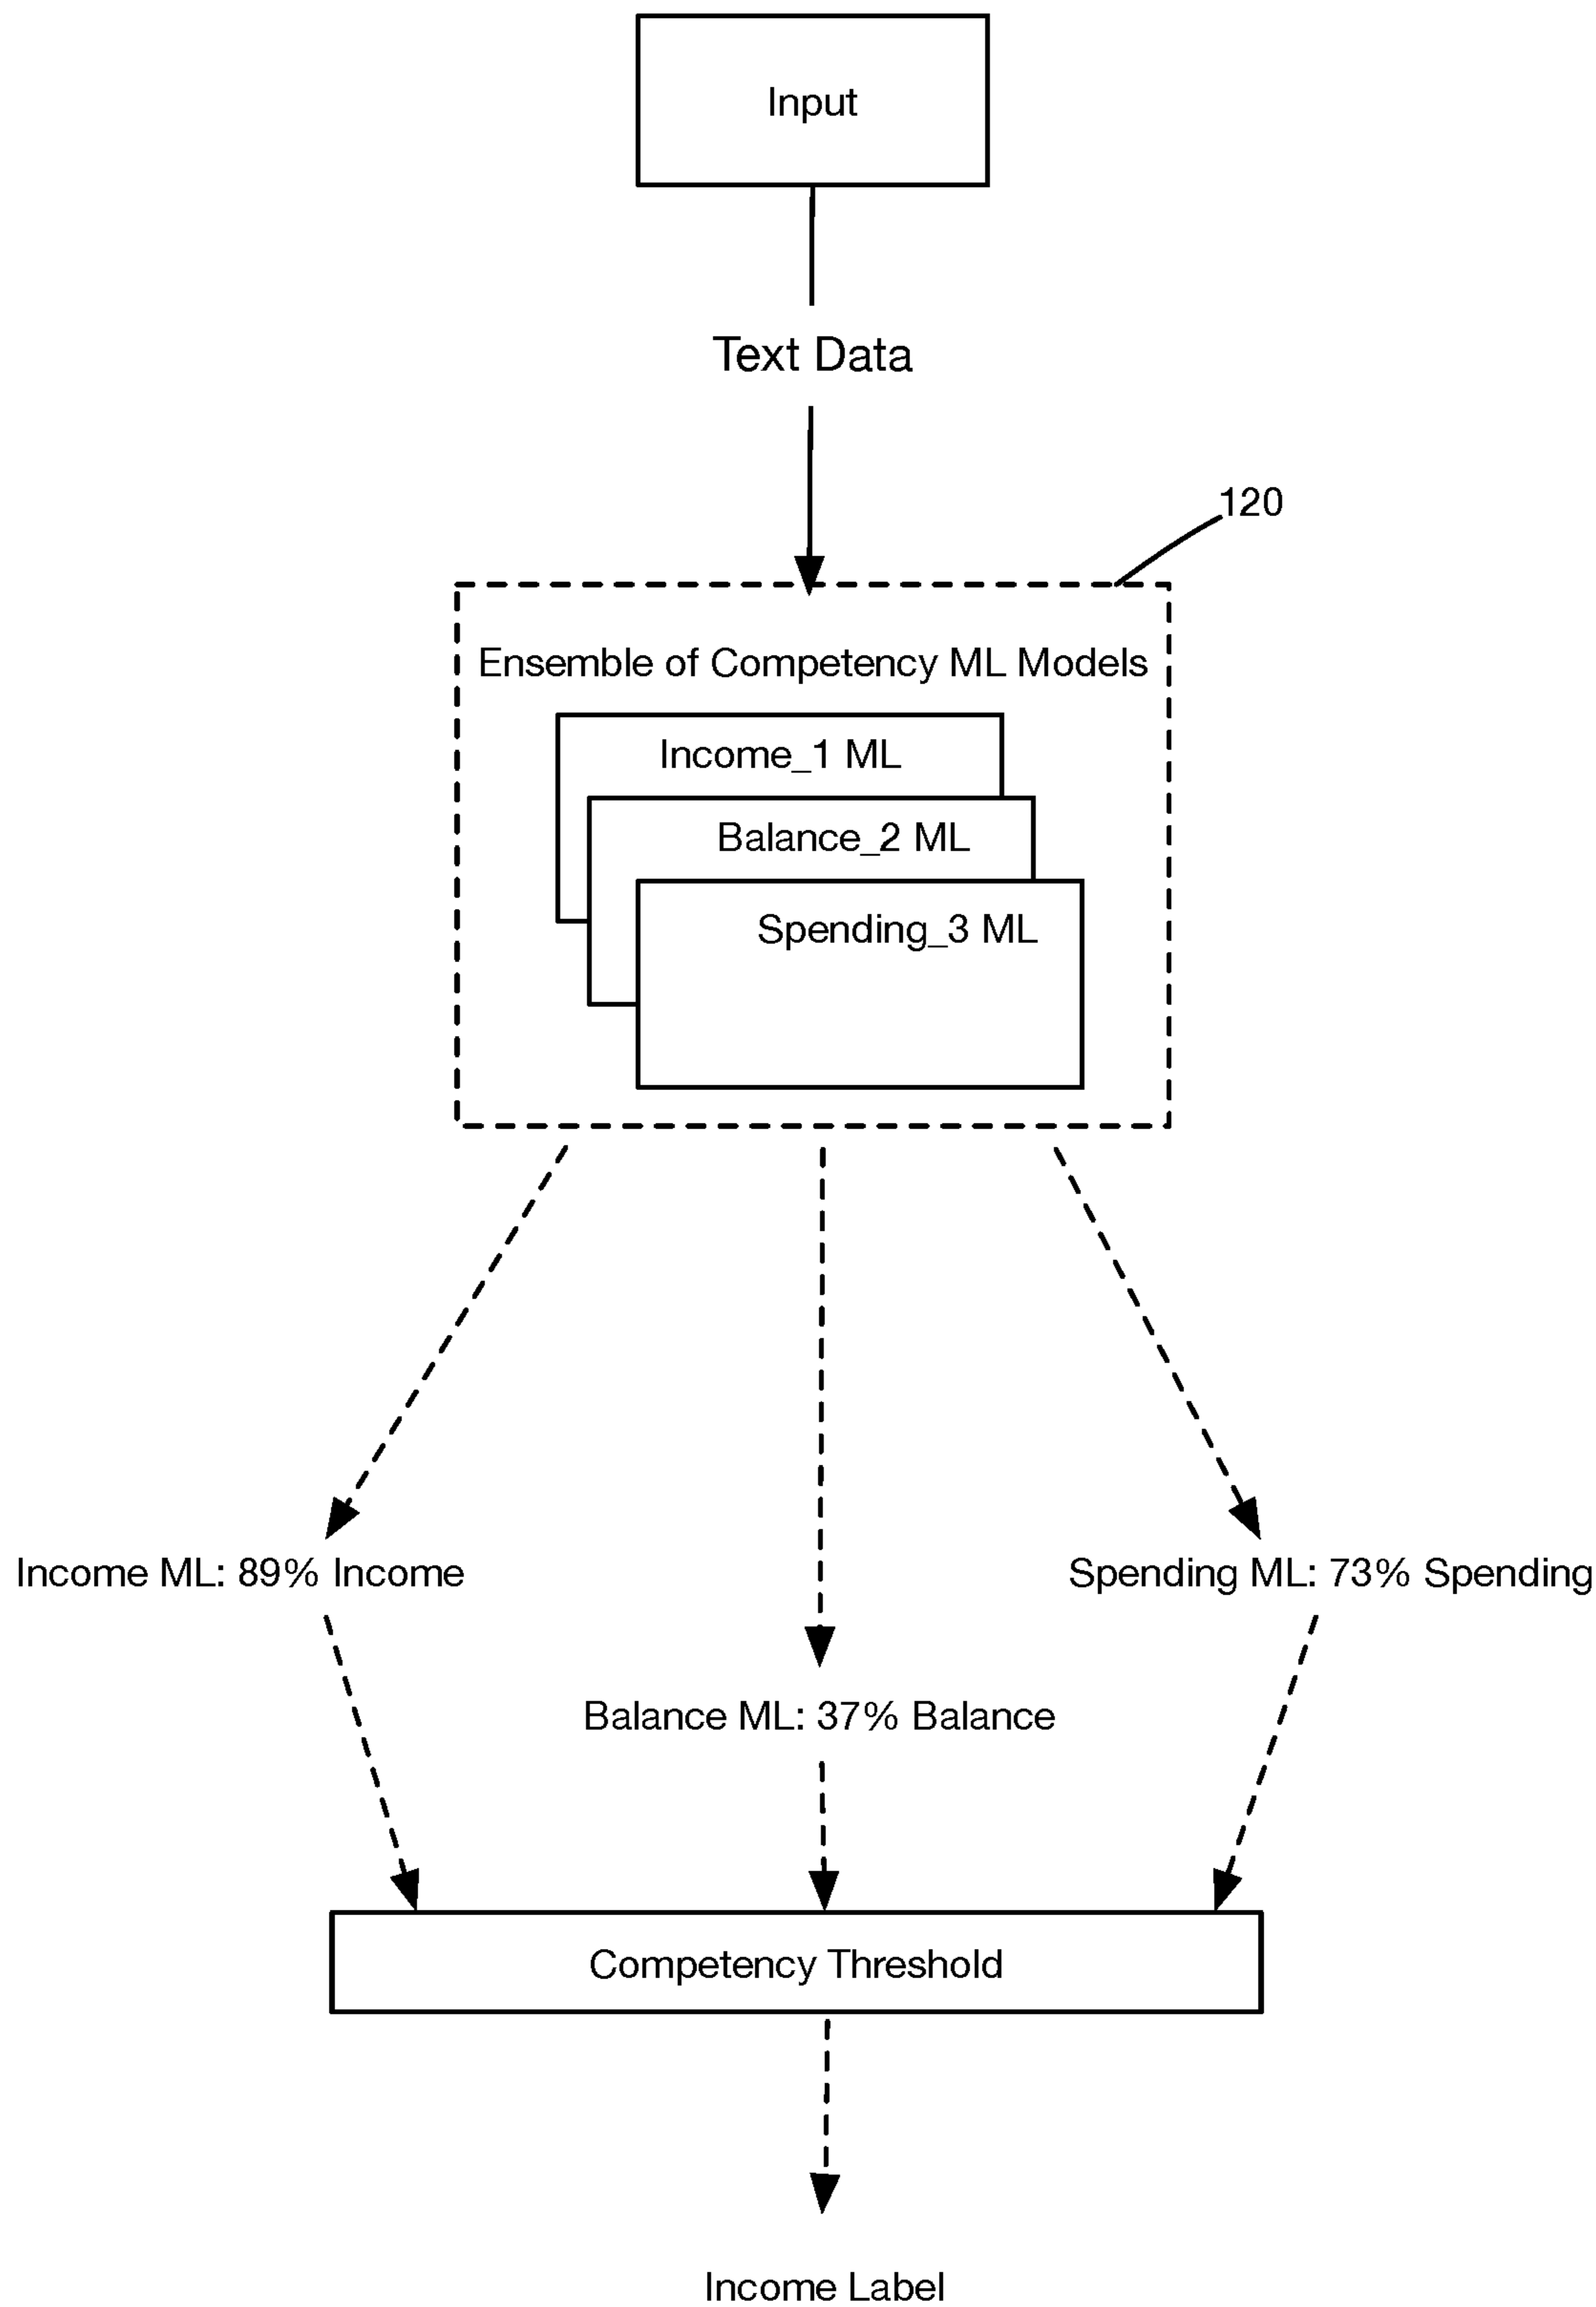 Input
Text Data
120
Ensemble of Competency ML Models
Income_1 ML
Balance_2 ML
Spending_3 ML
Income ML: 89% Income
Spending ML: 73% Spending
Balance ML: 37% Balance
Competency Threshold
Income Label